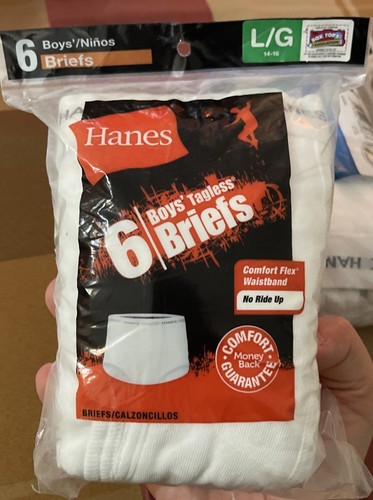 6 Boys'/Niños
Briefs
L/G
14-16
BOX TOPS
Hanes
6 Boys' Tagless®
Briefs
Comfort Flex®
Waistband
No Ride Up
COMFORT
Money
Back
GUARANTEE
BRIEFS/CALZONCILLOS
HAN